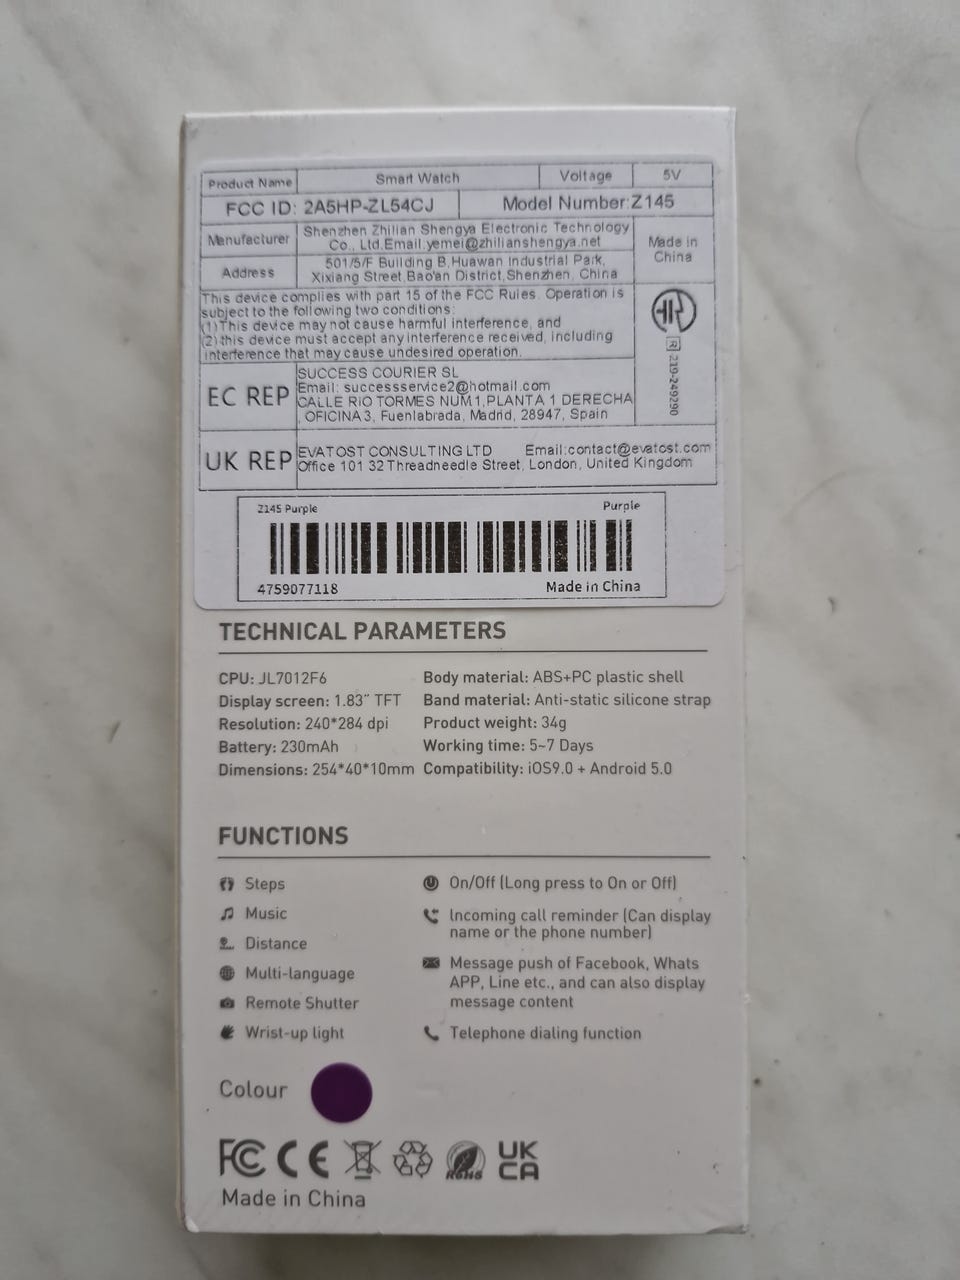 Product Name Smart Watch Voltage 5V
FCC ID: 2A5HP-ZL54CJ Model Number:Z145
Manufacturer Shenzhen Zhilian Shengya Electronic Technology
Co., Ltd.Email.yemei@zhilianshengya.net
Made in
China
Address 501/5/F Building B,Huawan Industrial Park,
Xixiang Street,Bao'an District,Shenzhen, China
This device complies with part 15 of the FCC Rules. Operation is
subject to the following two conditions:
(1)This device may not cause harmful interference, and
(2)this device must accept any interference received, including
interference that may cause undesired operation.
R 219-249290
EC REP SUCCESS COURIER SL
Email: successservice2@hotmail.com
CALLE RIO TORMES NUM.1,PLANTA 1 DERECHA
, OFICINA 3, Fuenlabrada, Madrid, 28947, Spain
UK REP EVATOST CONSULTING LTD Email:contact@evatost.com
Office 101 32 Threadneedle Street, London, United Kingdom
Z145 Purple Purple
4759077118 Made in China
TECHNICAL PARAMETERS
CPU: JL7012F6
Display screen: 1.83″ TFT
Resolution: 240*284 dpi
Battery: 230mAh
Dimensions: 254*40*10mm
Body material: ABS+PC plastic shell
Band material: Anti-static silicone strap
Product weight: 34g
Working time: 5~7 Days
Compatibility: iOS9.0 + Android 5.0
FUNCTIONS
Steps
Music
Distance
Multi-language
Remote Shutter
Wrist-up light
On/Off (Long press to On or Off)
Incoming call reminder (Can display
name or the phone number)
Message push of Facebook, Whats
APP, Line etc., and can also display
message content
Telephone dialing function
Colour
FC CE RoHS UK
CA
Made in China